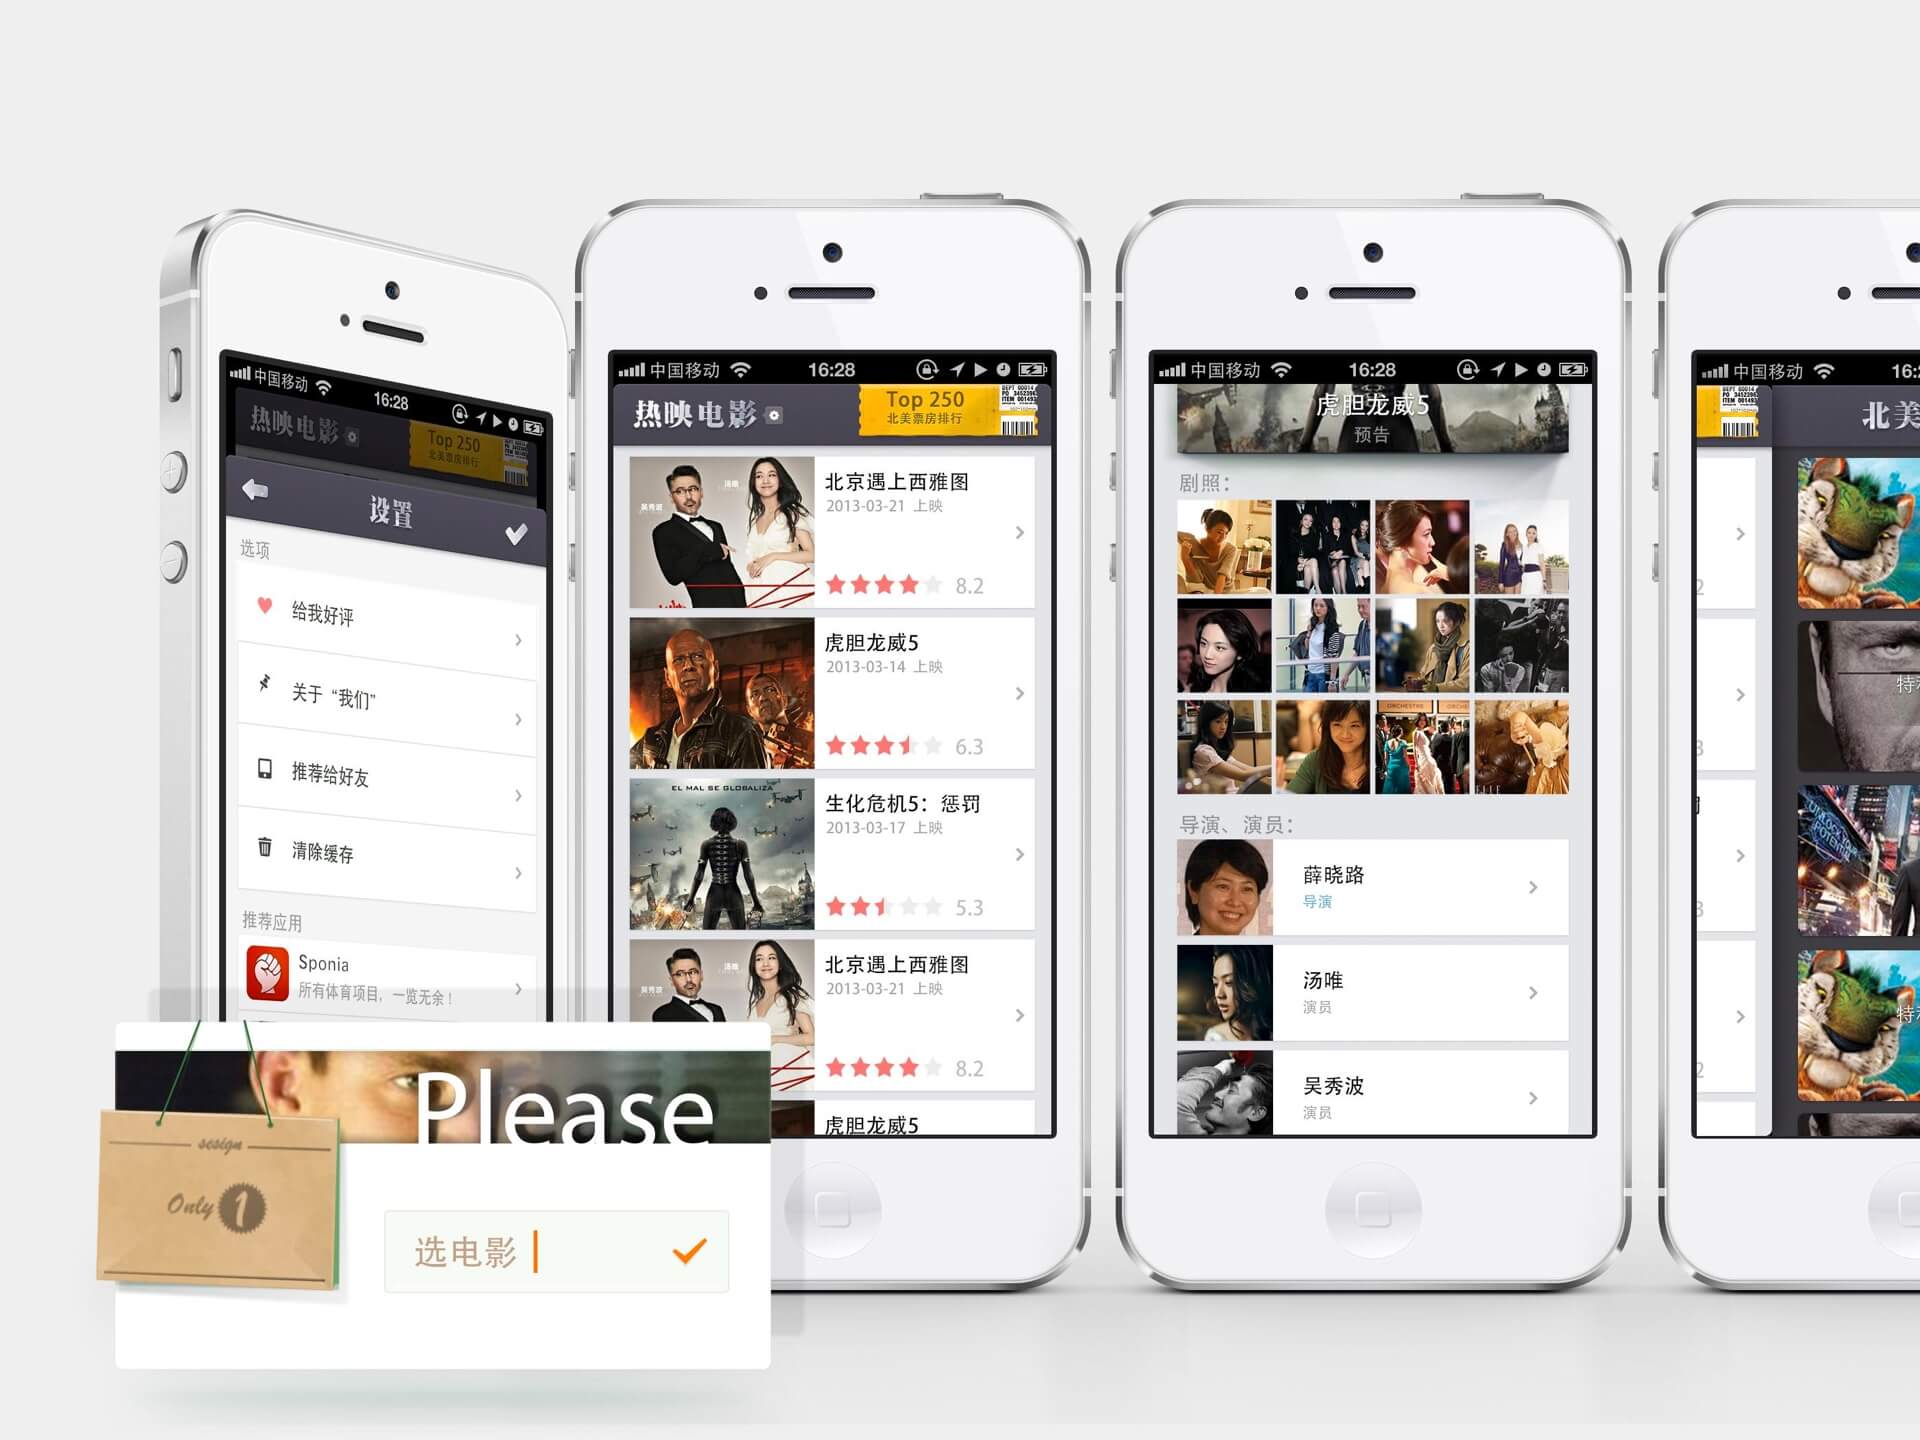 中国移动
16:28
热映电影
Top 250
北美票房排行
设置
选项
给我好评
关于“我们”
推荐给好友
清除缓存
推荐应用
Sponia
所有体育项目，一览无余！
中国移动
16:28
热映电影
Top 250
北美票房排行
北京遇上西雅图
2013-03-21 上映
8.2
虎胆龙威5
2013-03-14 上映
6.3
EL MAL SE GLOBALIZA
生化危机5：惩罚
2013-03-17 上映
5.3
北京遇上西雅图
2013-03-21 上映
8.2
虎胆龙威5
中国移动
16:28
虎胆龙威5
预告
剧照：
导演、演员：
薛晓路
导演
汤唯
演员
吴秀波
演员
中国移动
北美
Please
sesign
Only 1
选电影